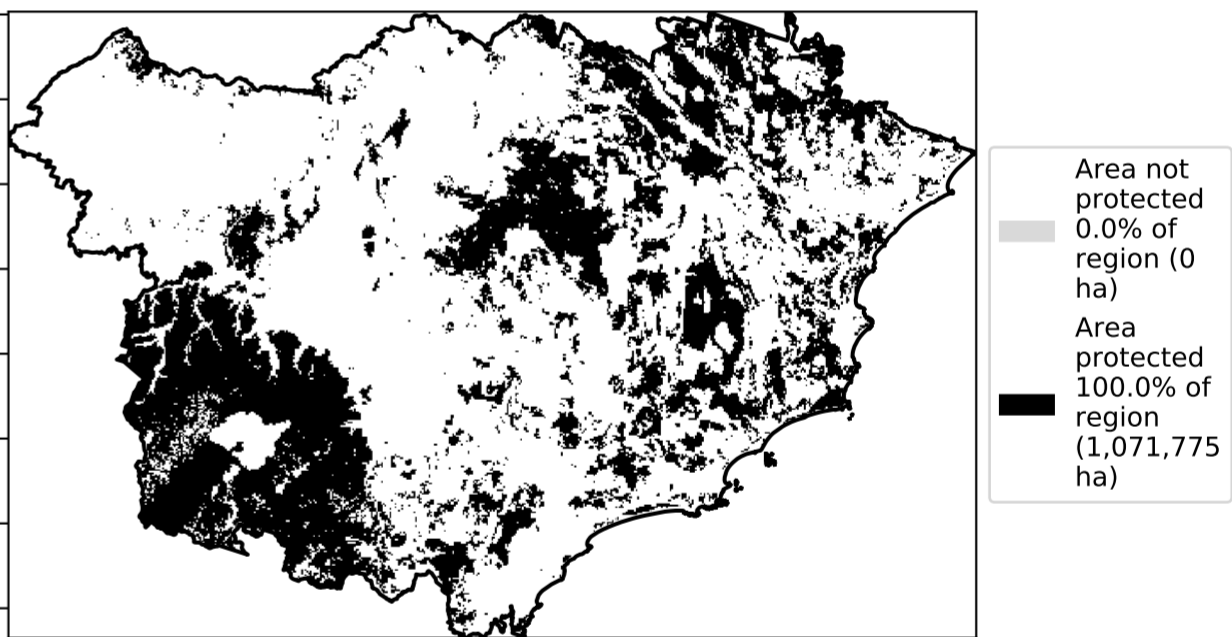 Area not
protected
0.0% of
region (0
ha)
Area
protected
100.0% of
region
(1,071,775
ha)